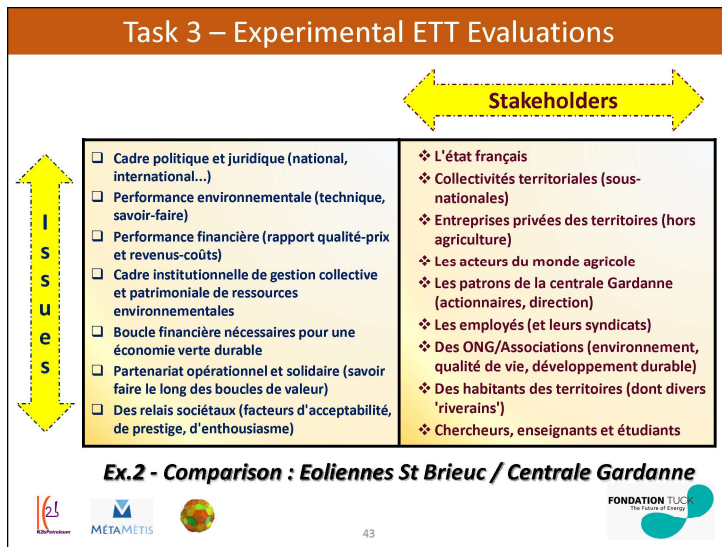 Task 3 – Experimental ETT Evaluations
Stakeholders
Issues
❑ Cadre politique et juridique (national,
international...)
❑ Performance environnementale (technique,
savoir-faire)
❑ Performance financière (rapport qualité-prix
et revenus-coûts)
❑ Cadre institutionnelle de gestion collective
et patrimoniale de ressources
environnementales
❑ Boucle financière nécessaires pour une
économie verte durable
❑ Partenariat opérationnel et solidaire (savoir
faire le long des boucles de valeur)
❑ Des relais sociétaux (facteurs d'acceptabilité,
de prestige, d'enthousiasme)
❖ L'état français
❖ Collectivités territoriales (sous-
nationales)
❖ Entreprises privées des territoires (hors
agriculture)
❖ Les acteurs du monde agricole
❖ Les patrons de la centrale Gardanne
(actionnaires, direction)
❖ Les employés (et leurs syndicats)
❖ Des ONG/Associations (environnement,
qualité de vie, développement durable)
❖ Des habitants des territoires (dont divers
'riverains')
❖ Chercheurs, enseignants et étudiants
Ex.2 - Comparison : Eoliennes St Brieuc / Centrale Gardanne
MÉTAMÈTIS
43
FONDATION TUCK
The Future of Energy